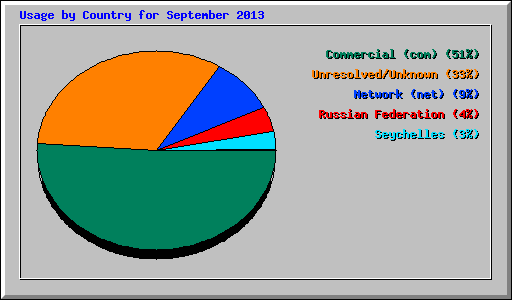 Usage by Country for September 2013
Commercial (com) (51%)
Unresolved/Unknown (33%)
Network (net) (9%)
Russian Federation (4%)
Seychelles (3%)